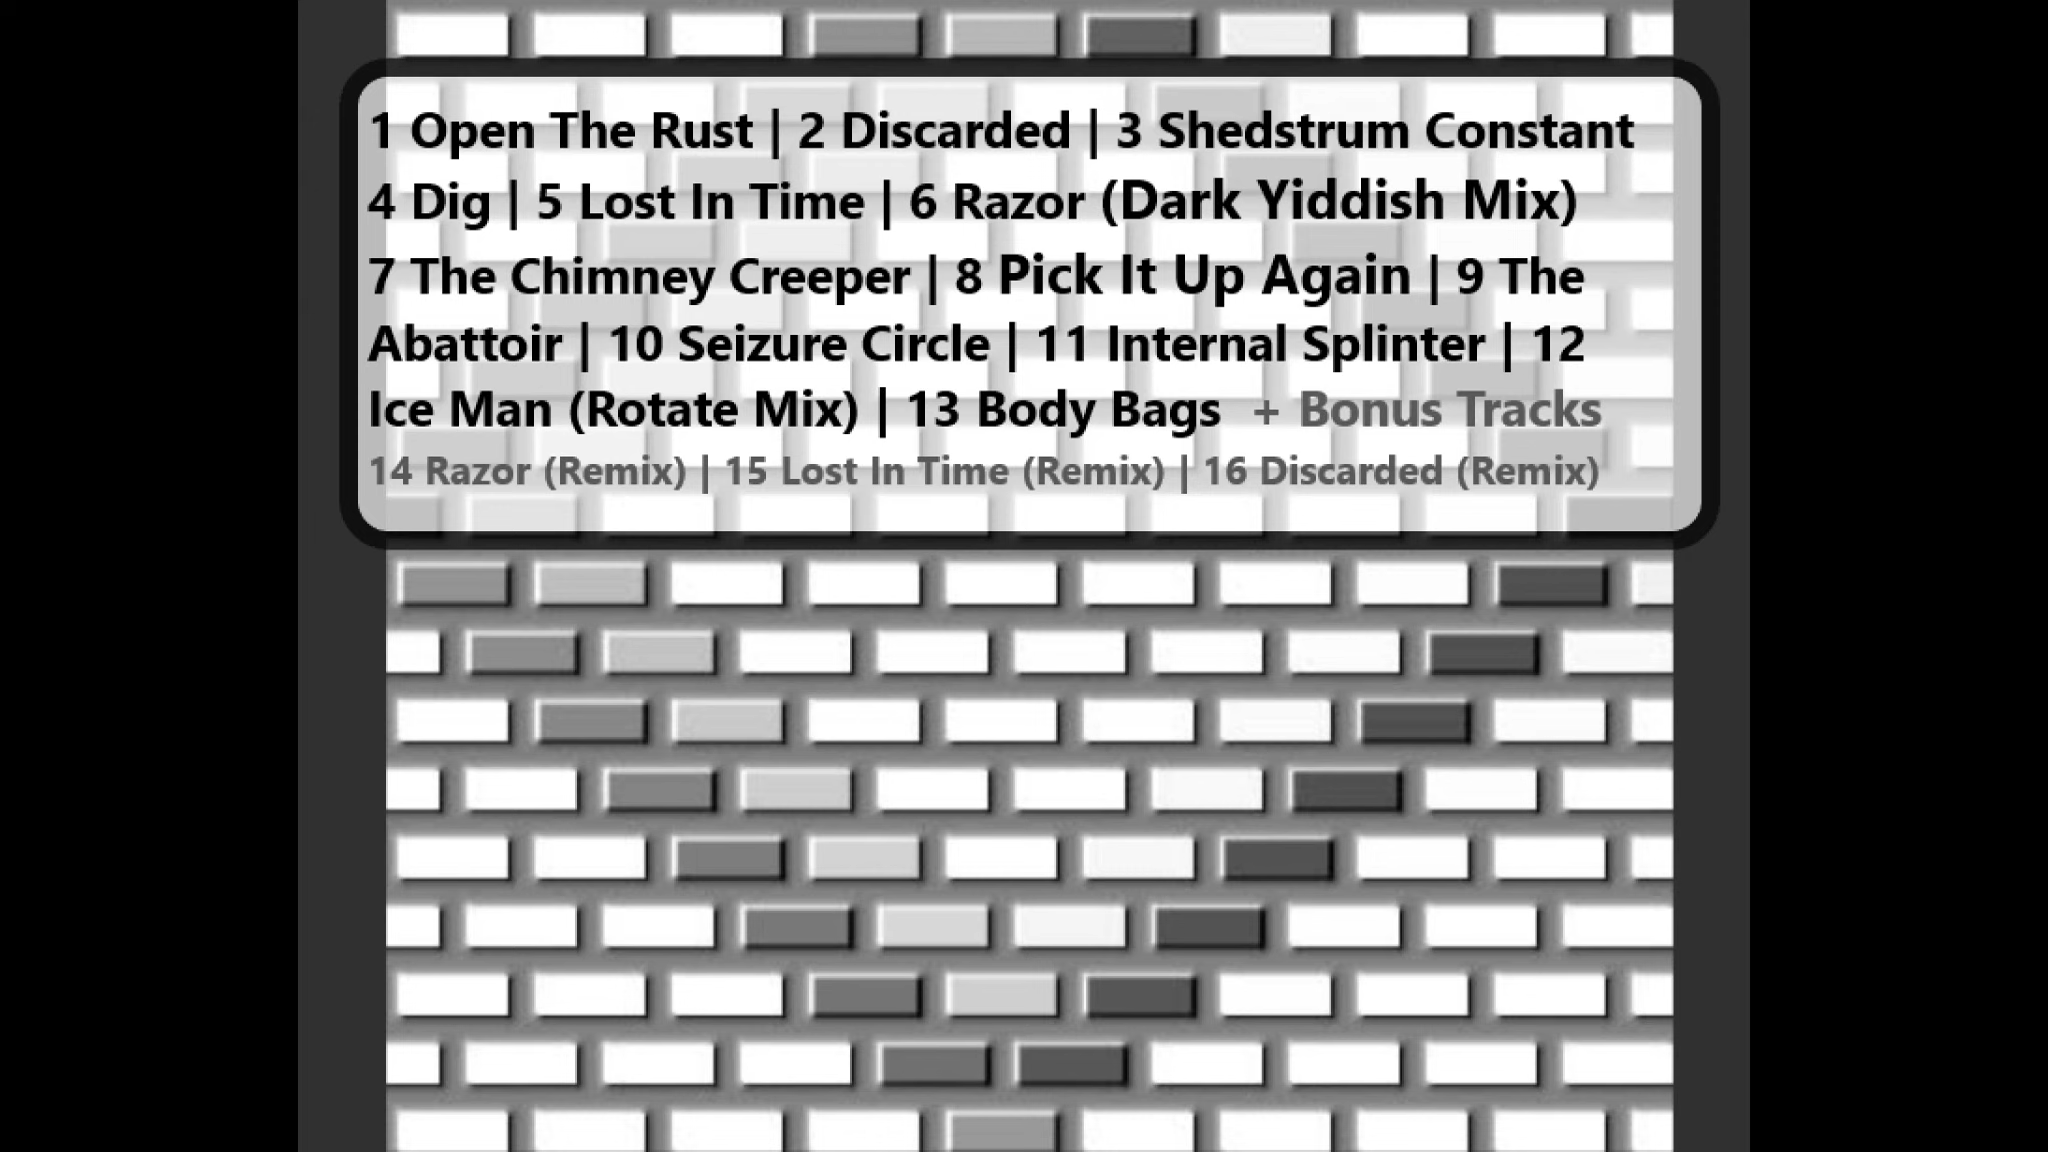 1 Open The Rust | 2 Discarded | 3 Shedstrum Constant
4 Dig | 5 Lost In Time | 6 Razor (Dark Yiddish Mix)
7 The Chimney Creeper | 8 Pick It Up Again | 9 The
Abattoir | 10 Seizure Circle | 11 Internal Splinter | 12
Ice Man (Rotate Mix) | 13 Body Bags + Bonus Tracks
14 Razor (Remix) | 15 Lost In Time (Remix) | 16 Discarded (Remix)